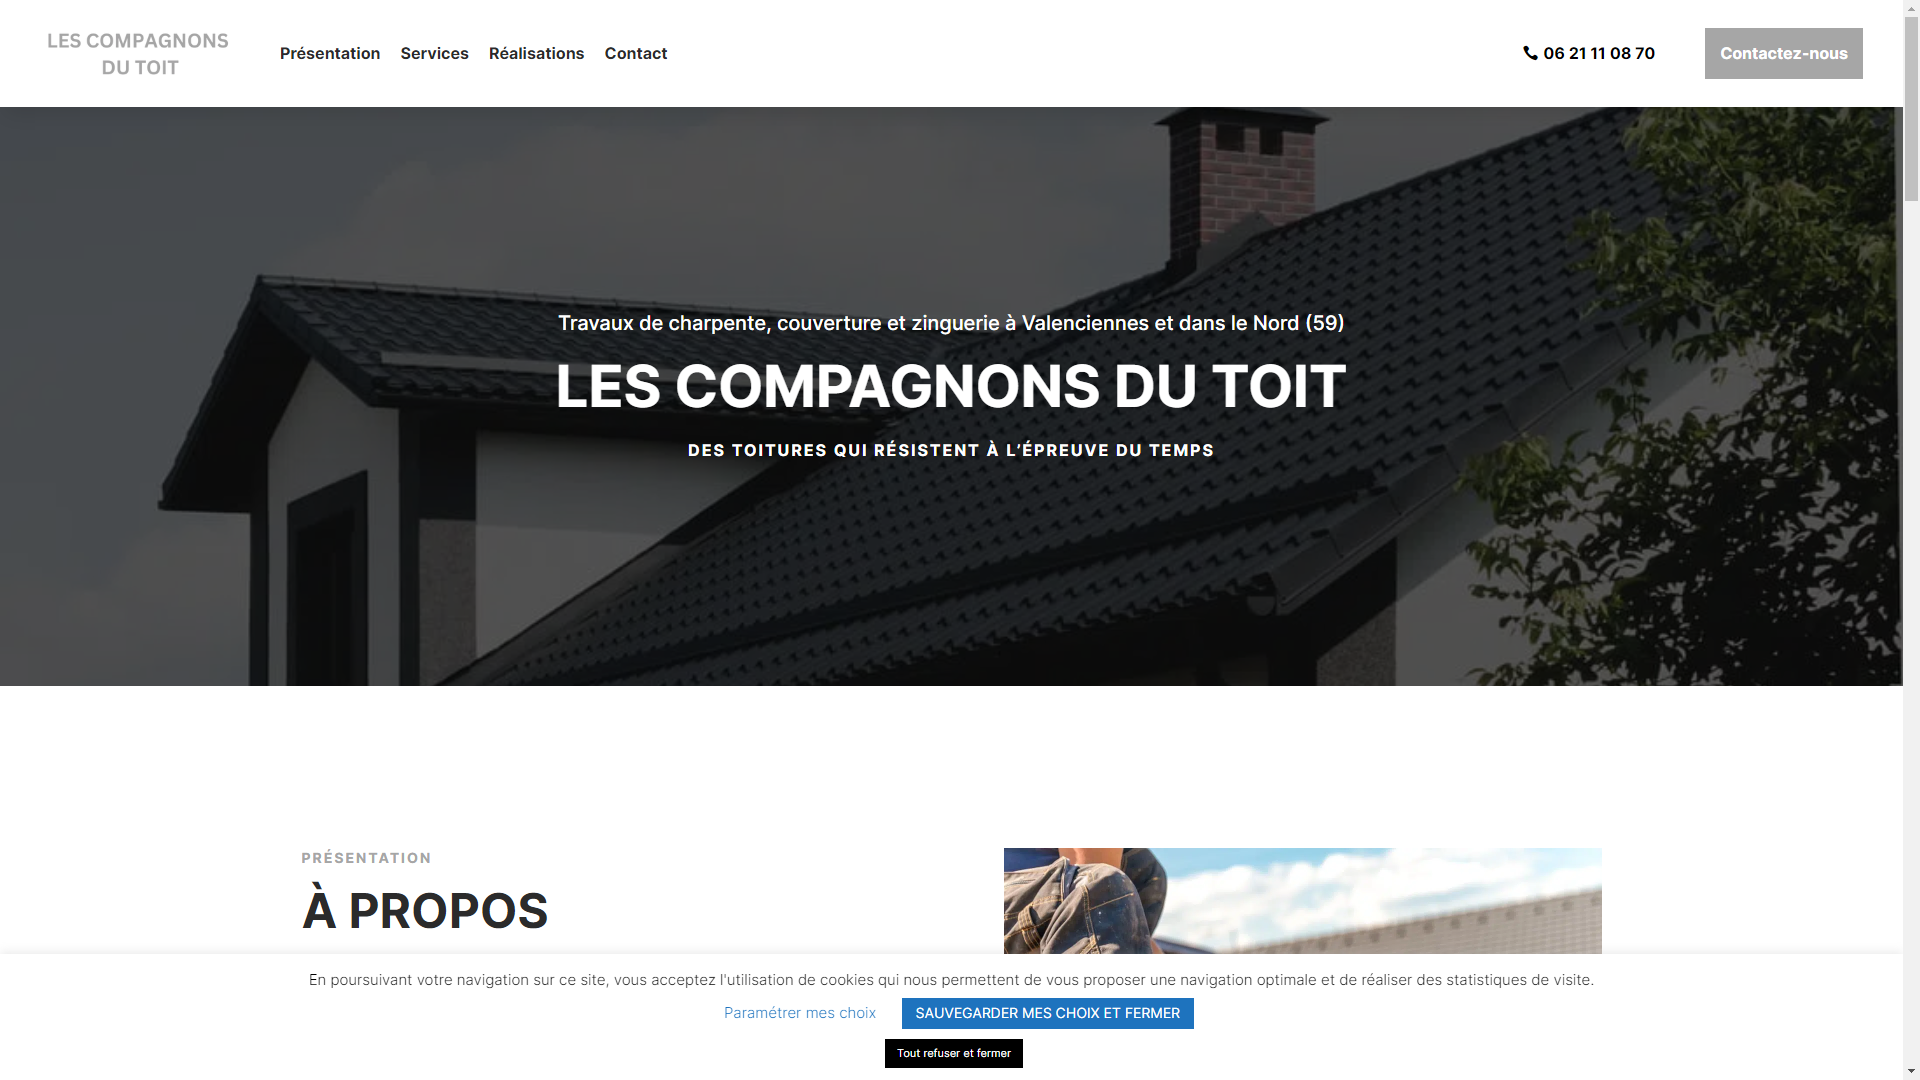 LES COMPAGNONS
DU TOIT
Présentation Services Réalisations Contact
06 21 11 08 70
Contactez-nous
Travaux de charpente, couverture et zinguerie à Valenciennes et dans le Nord (59)
LES COMPAGNONS DU TOIT
DES TOITURES QUI RÉSISTENT À L’ÉPREUVE DU TEMPS
PRÉSENTATION
À PROPOS
En poursuivant votre navigation sur ce site, vous acceptez l'utilisation de cookies qui nous permettent de vous proposer une navigation optimale et de réaliser des statistiques de visite.
Paramétrer mes choix
SAUVEGARDER MES CHOIX ET FERMER
Tout refuser et fermer